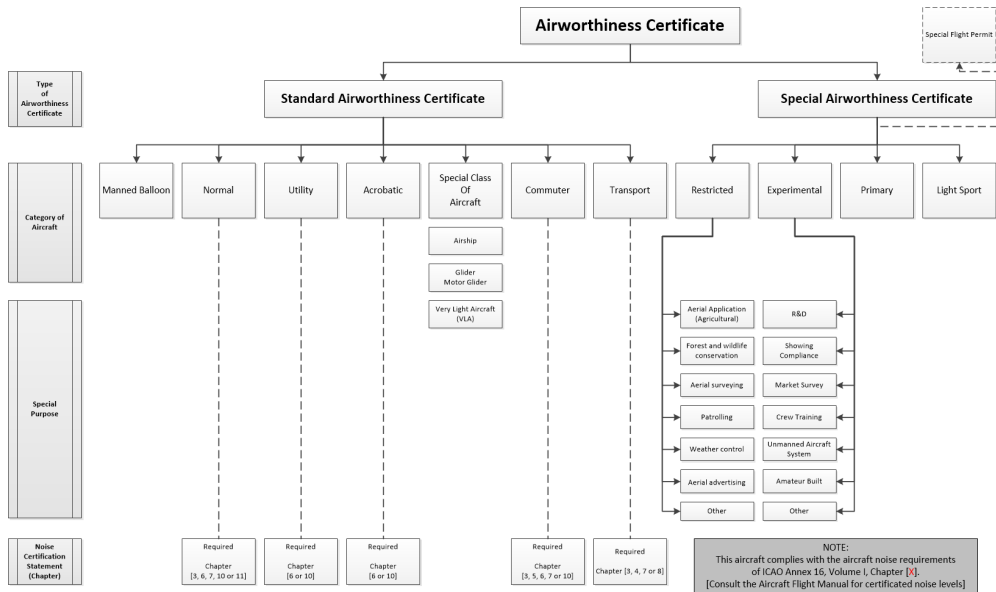 Airworthiness Certificate
Special Flight Permit
Type
of
Airworthiness
Certificate
Standard Airworthiness Certificate
Special Airworthiness Certificate
Category of
Aircraft
Manned Balloon
Normal
Utility
Acrobatic
Special Class
Of
Aircraft
Commuter
Transport
Restricted
Experimental
Primary
Light Sport
Airship
Glider
Motor Glider
Very Light Aircraft
(VLA)
Special
Purpose
Aerial Application
(Agricultural)
Forest and wildlife
conservation
Aerial surveying
Patrolling
Weather control
Aerial advertising
Other
R&D
Showing
Compliance
Market Survey
Crew Training
Unmanned Aircraft
System
Amateur Built
Other
Noise
Certification
Statement
(Chapter)
Required
Chapter
[3, 6, 7, 10 or 11]
Required
Chapter
[6 or 10]
Required
Chapter
[6 or 10]
Required
Chapter
[3, 5, 6, 7 or 10]
Required
Chapter [3, 4, 7 or 8]
NOTE:
This aircraft complies with the aircraft noise requirements
of ICAO Annex 16, Volume I, Chapter [X].
[Consult the Aircraft Flight Manual for certificated noise levels]